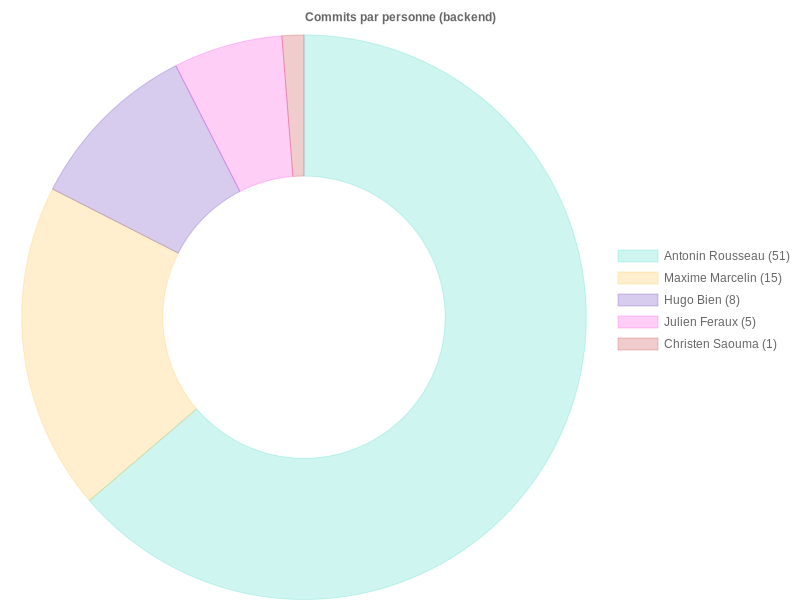 Commits par personne (backend)
Antonin Rousseau (51)
Maxime Marcelin (15)
Hugo Bien (8)
Julien Feraux (5)
Christen Saouma (1)